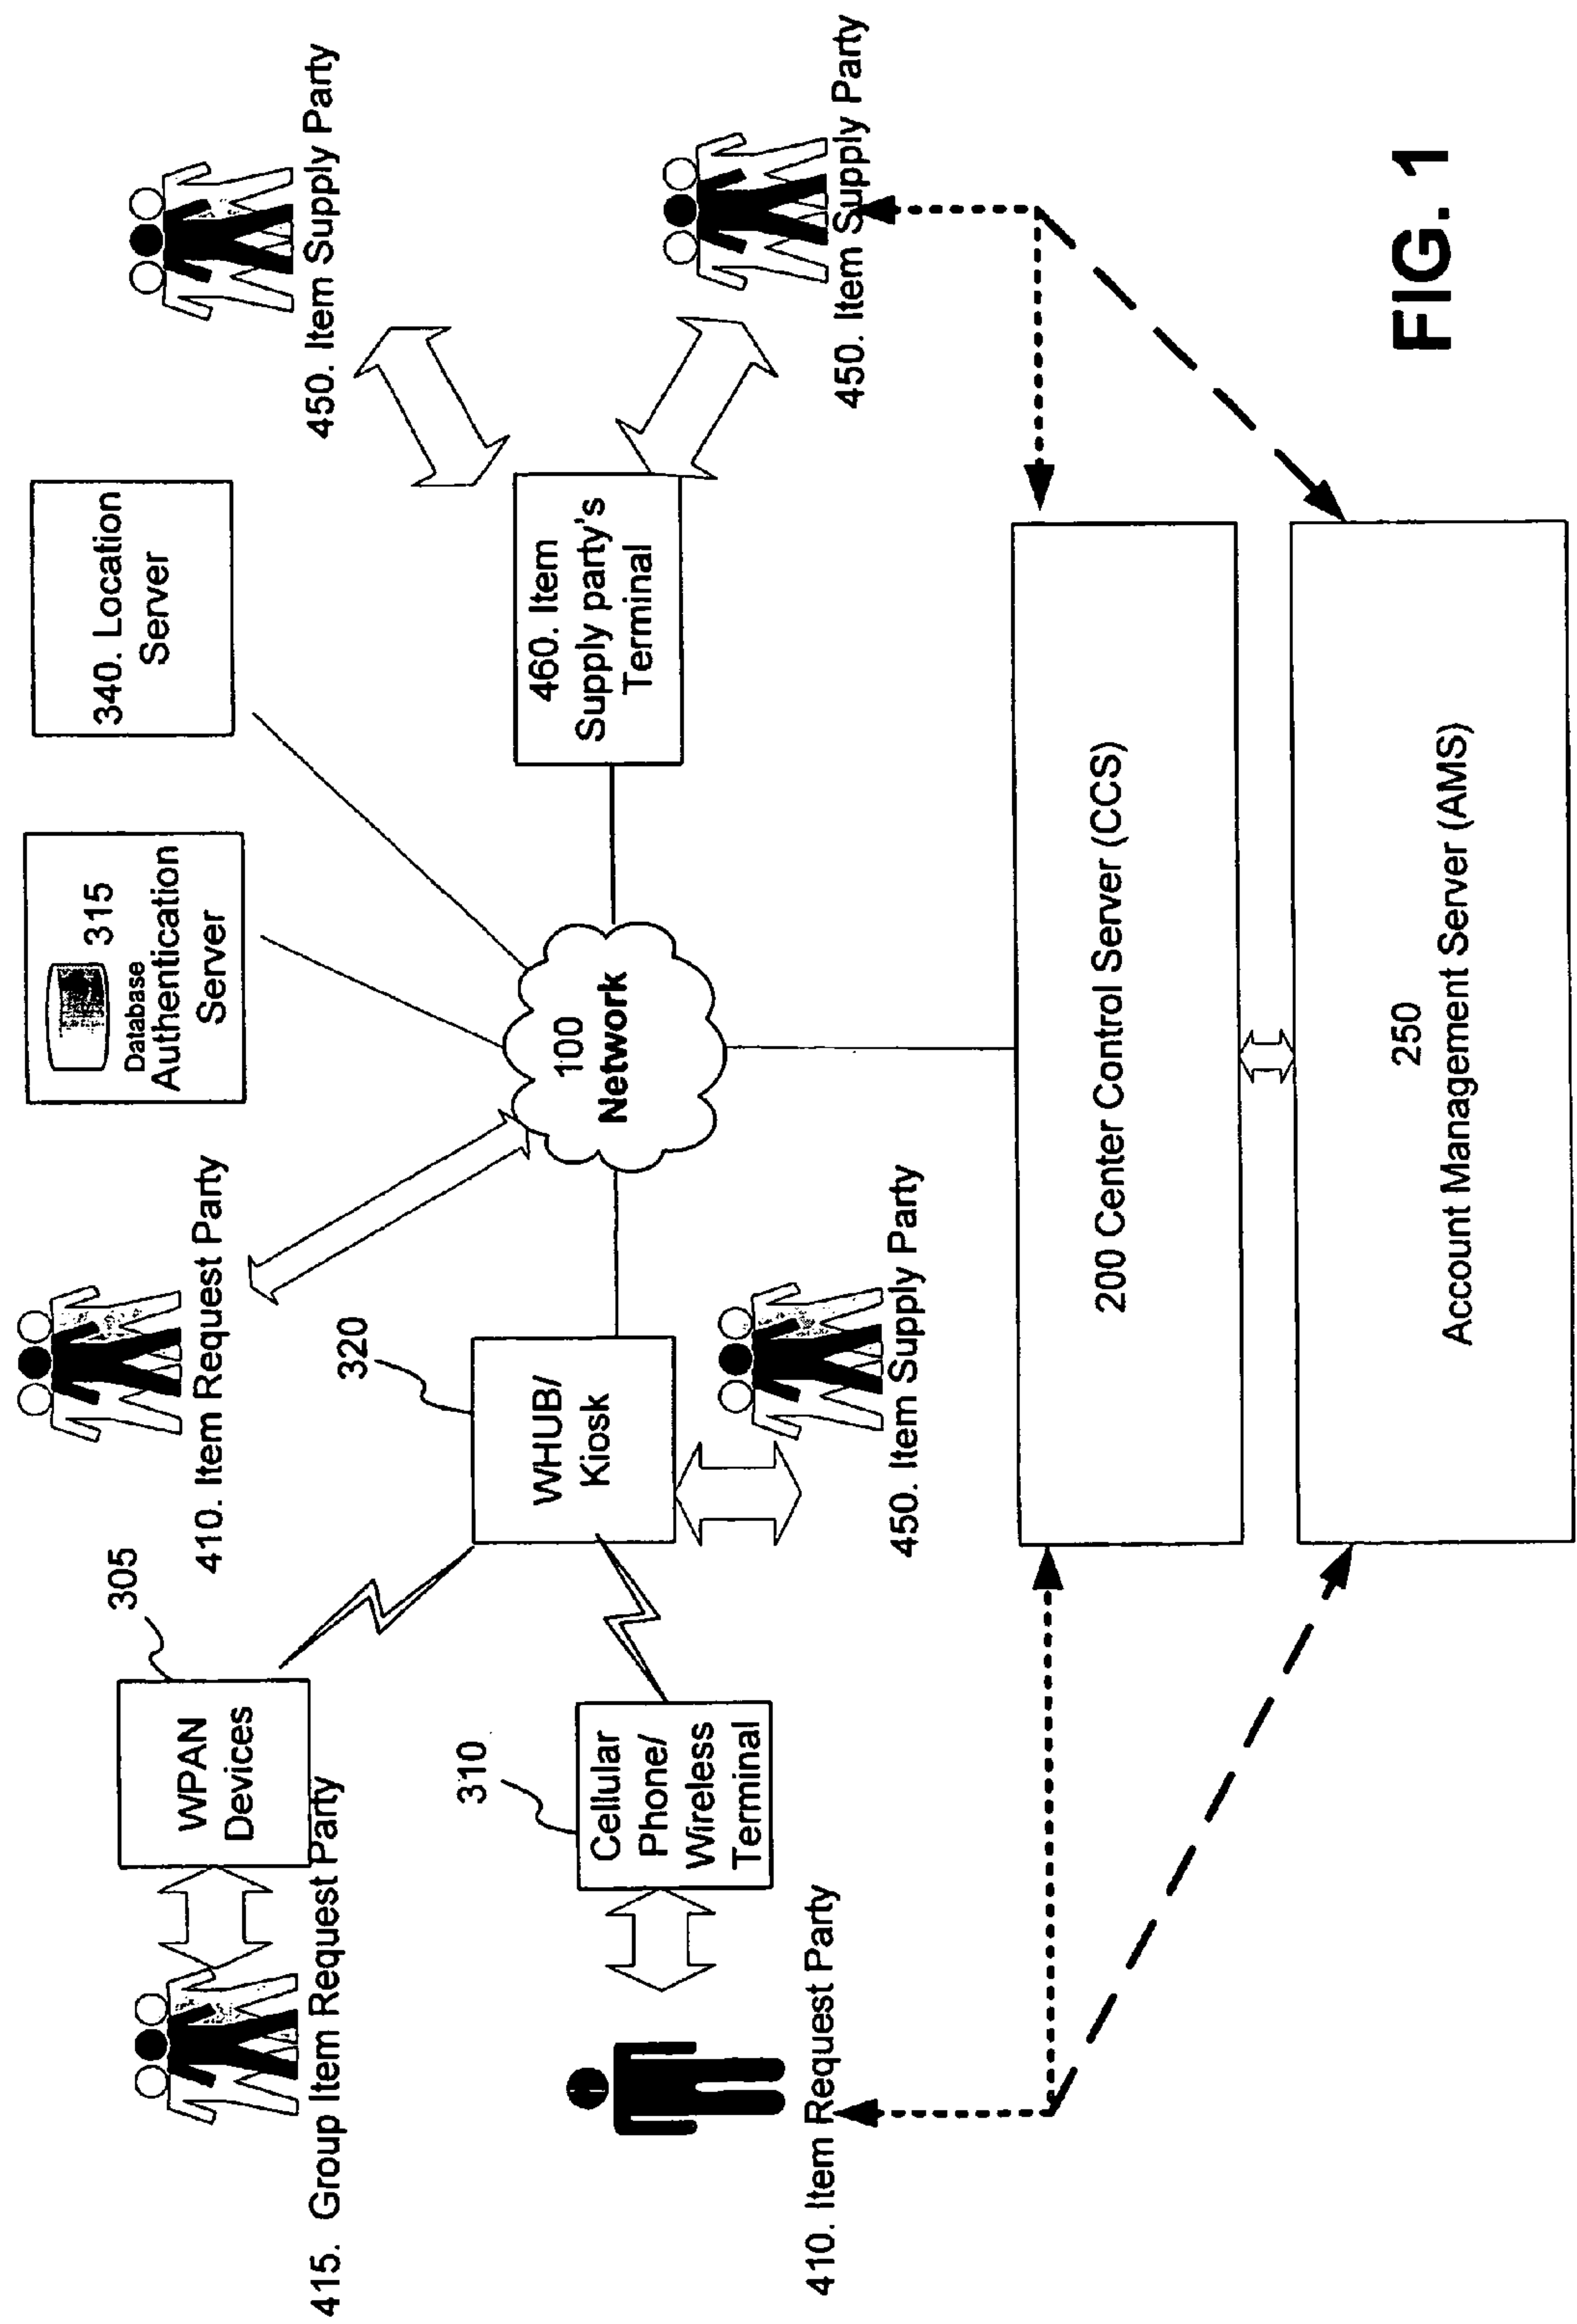 415. Group Item Request Party
WPAN
Devices
305
410. Item Request Party
315
Database
Authentication
Server
340. Location
Server
450. Item Supply Party
410. Item Request Party
Cellular
Phone/
Wireless
Terminal
310
WHUB/
Kiosk
320
450. Item Supply Party
100
Network
460. Item
Supply party's
Terminal
450. Item Supply Party
200 Center Control Server (CCS)
250
Account Management Server (AMS)
FIG. 1